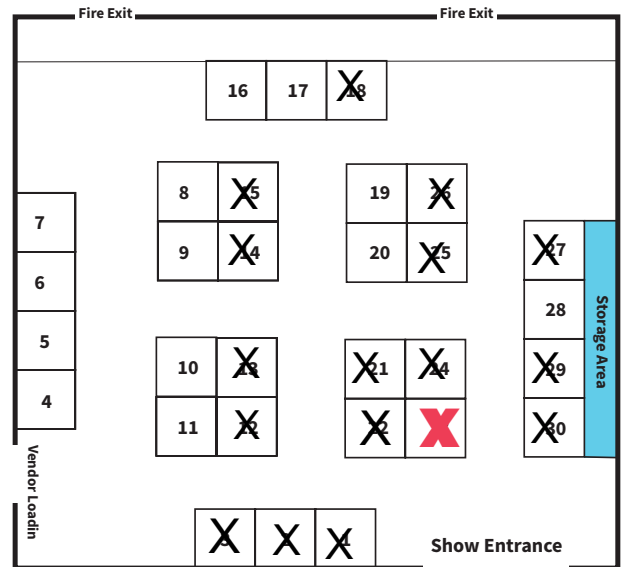 Fire Exit
Fire Exit
16 17 18
8 15 19 26
7
9 14 20 25
27
6
28
Storage Area
5
10 13 21 24
29
4
11 12 22
30
Vendor Loadin
1
Show Entrance